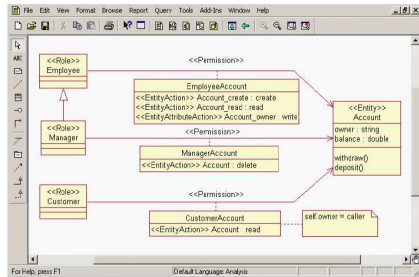 File Edit View Format Browse Report Query Tools Add-Ins Window Help
ABC
<<Role>>
Employee
<<Permission>>
EmployeeAccount
<<EntityAction>> Account_create : create
<<EntityAction>> Account_read : read
<<EntityAtributeAction>> Account_owner : write
<<Entity>>
Account
owner : string
balance : double
withdraw()
deposit()
<<Role>>
Manager
<<Permission>>
ManagerAccount
<<EntityAction>> Account : delete
<<Role>>
Customer
<<Permission>>
CustomerAccount
<<EntityAction>> Account : read
self.owner = caller
For Help, press F1
Default Language: Analysis